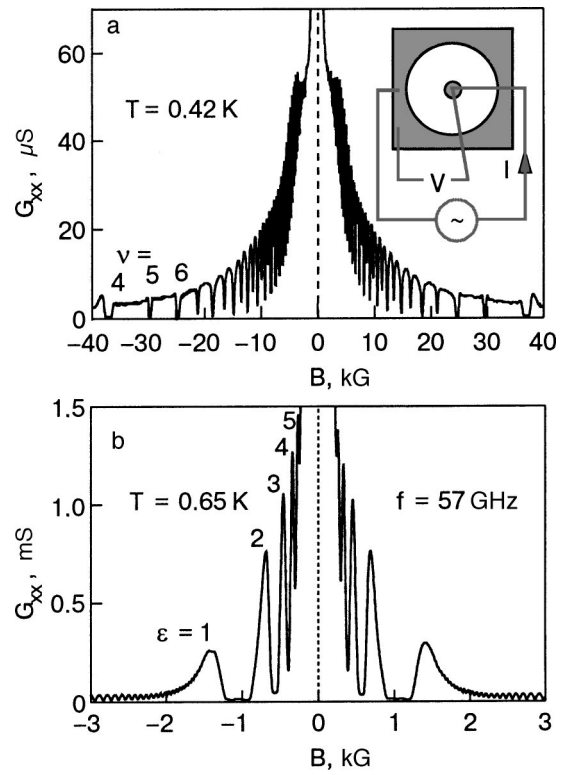 a
60
40
20
0
G_xx, μS
T = 0.42 K
ν =
4 5 6
V
I
~
−40 −30 −20 −10 0 10 20 30 40
B, kG
b
1.5
1.0
0.5
0
G_xx, mS
T = 0.65 K
f = 57 GHz
5
4
3
2
ε = 1
−3 −2 −1 0 1 2 3
B, kG